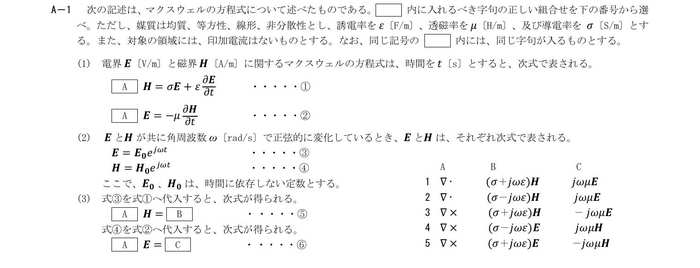 A－1 次の記述は、マクスウェルの方程式について述べたものである。□内に入れるべき字句の正しい組合せを下の番号から選
べ。ただし、媒質は均質、等方性、線形、非分散性とし、誘電率をε〔F/m〕、透磁率をμ〔H/m〕、及び導電率を σ〔S/m〕とす
る。また、対象の領域には、印加電流はないものとする。なお、同じ記号の□内には、同じ字句が入るものとする。
(1) 電界 E〔V/m〕と磁界 H〔A/m〕に関するマクスウェルの方程式は、時間をt〔s〕とすると、次式で表される。
A H = σE + ε ∂E/∂t ・・・・・①
A E = −μ ∂H/∂t ・・・・・②
(2) E と H が共に角周波数 ω〔rad/s〕で正弦的に変化しているとき、E と H は、それぞれ次式で表される。
E = E₀e^{jωt} ・・・・・③
H = H₀e^{jωt} ・・・・・④
ここで、E₀ 、H₀ は、時間に依存しない定数とする。
(3) 式③を式①へ代入すると、次式が得られる。
A H = B ・・・・・⑤
式④を式②へ代入すると、次式が得られる。
A E = C ・・・・・⑥
A B C
1 ∇· (σ+jωε)H jωμE
2 ∇· (σ−jωε)H jωμE
3 ∇× (σ+jωε)H −jωμE
4 ∇× (σ−jωε)E jωμH
5 ∇× (σ+jωε)E −jωμH